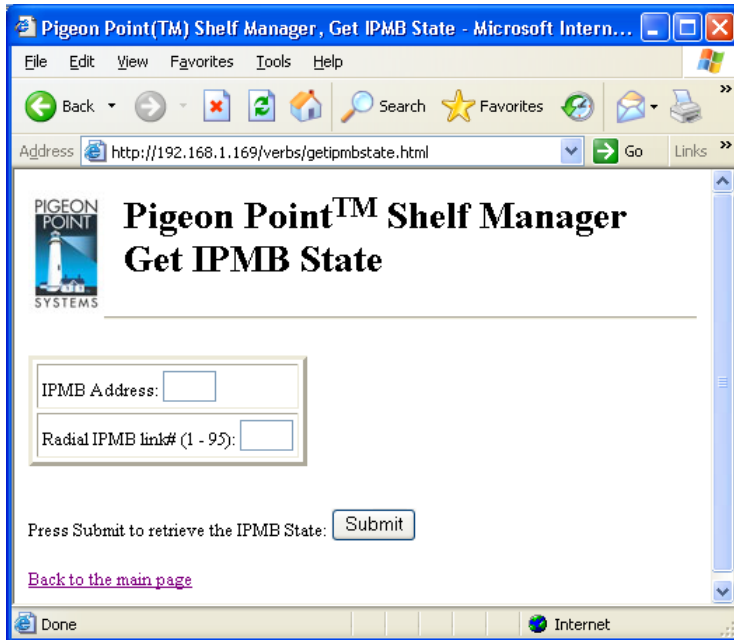 Pigeon Point(TM) Shelf Manager, Get IPMB State - Microsoft Intern...
File Edit View Favorites Tools Help
Back Search Favorites »
Address http://192.168.1.169/verbs/getipmbstate.html Go Links »
PIGEON
POINT
SYSTEMS
Pigeon Point™ Shelf Manager
Get IPMB State
IPMB Address:
Radial IPMB link# (1 - 95):
Press Submit to retrieve the IPMB State: Submit
Back to the main page
Done Internet